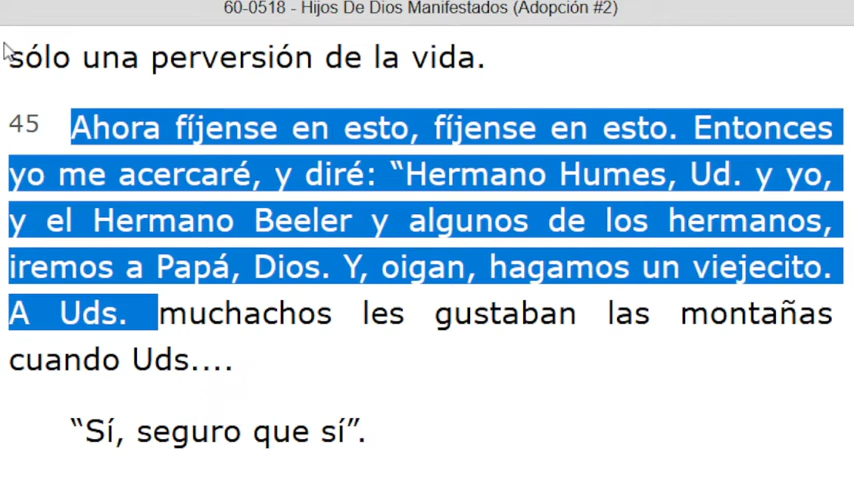 60-0518 - Hijos De Dios Manifestados (Adopción #2)
sólo una perversión de la vida.
45 Ahora fíjense en esto, fíjense en esto. Entonces
yo me acercaré, y diré: “Hermano Humes, Ud. y yo,
y el Hermano Beeler y algunos de los hermanos,
iremos a Papá, Dios. Y, oigan, hagamos un viejecito.
A Uds. muchachos les gustaban las montañas
cuando Uds....
“Sí, seguro que sí”.